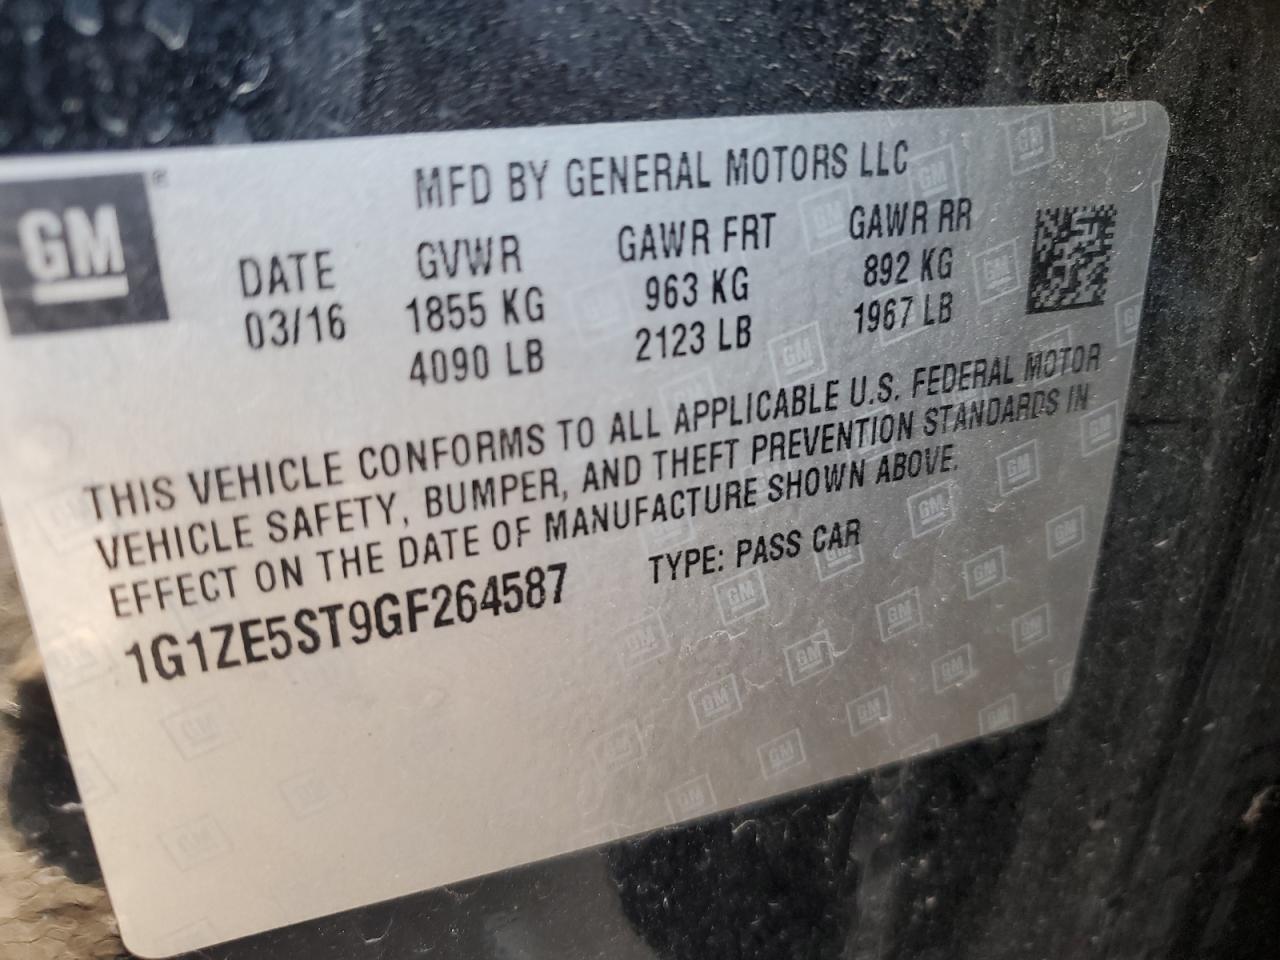 GM®
MFD BY GENERAL MOTORS LLC
DATE GVWR GAWR FRT GAWR RR
03/16 1855 KG 963 KG 892 KG
4090 LB 2123 LB 1967 LB
THIS VEHICLE CONFORMS TO ALL APPLICABLE U.S. FEDERAL MOTOR
VEHICLE SAFETY, BUMPER, AND THEFT PREVENTION STANDARDS IN
EFFECT ON THE DATE OF MANUFACTURE SHOWN ABOVE.
1G1ZE5ST9GF264587 TYPE: PASS CAR